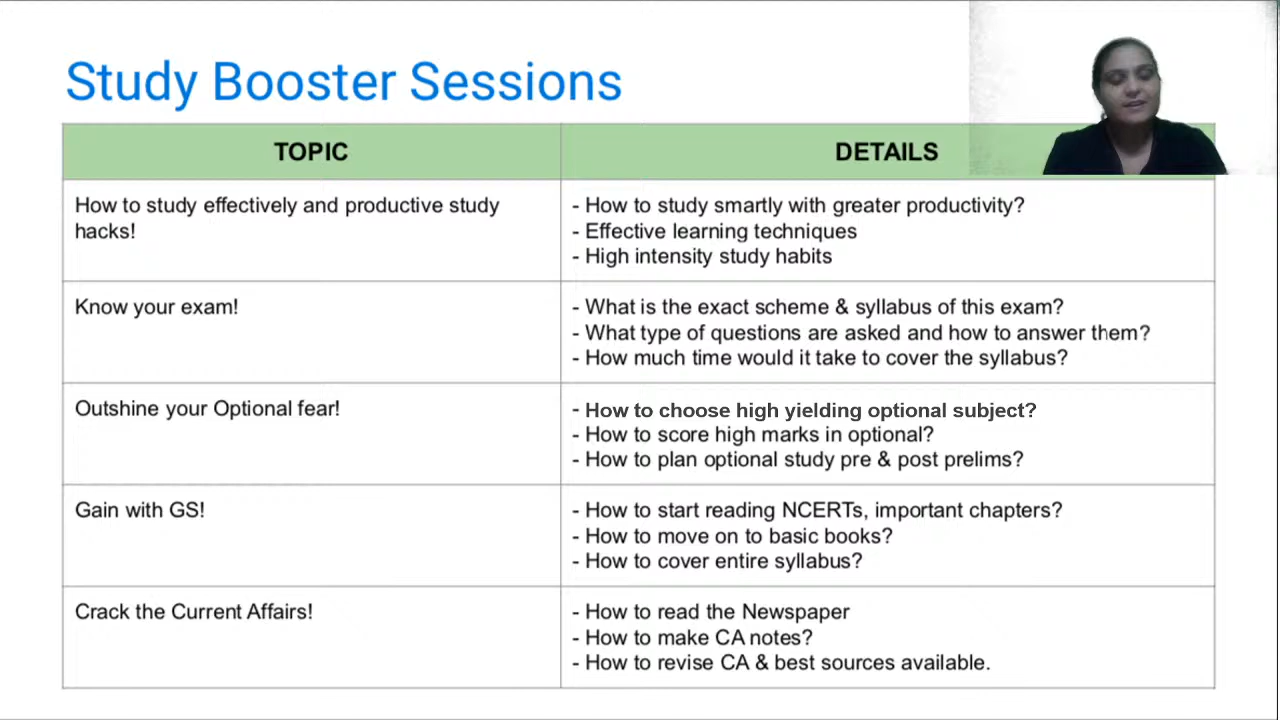 Study Booster Sessions
TOPIC
DETAILS
How to study effectively and productive study
hacks!
- How to study smartly with greater productivity?
- Effective learning techniques
- High intensity study habits
Know your exam!
- What is the exact scheme & syllabus of this exam?
- What type of questions are asked and how to answer them?
- How much time would it take to cover the syllabus?
Outshine your Optional fear!
- How to choose high yielding optional subject?
- How to score high marks in optional?
- How to plan optional study pre & post prelims?
Gain with GS!
- How to start reading NCERTs, important chapters?
- How to move on to basic books?
- How to cover entire syllabus?
Crack the Current Affairs!
- How to read the Newspaper
- How to make CA notes?
- How to revise CA & best sources available.